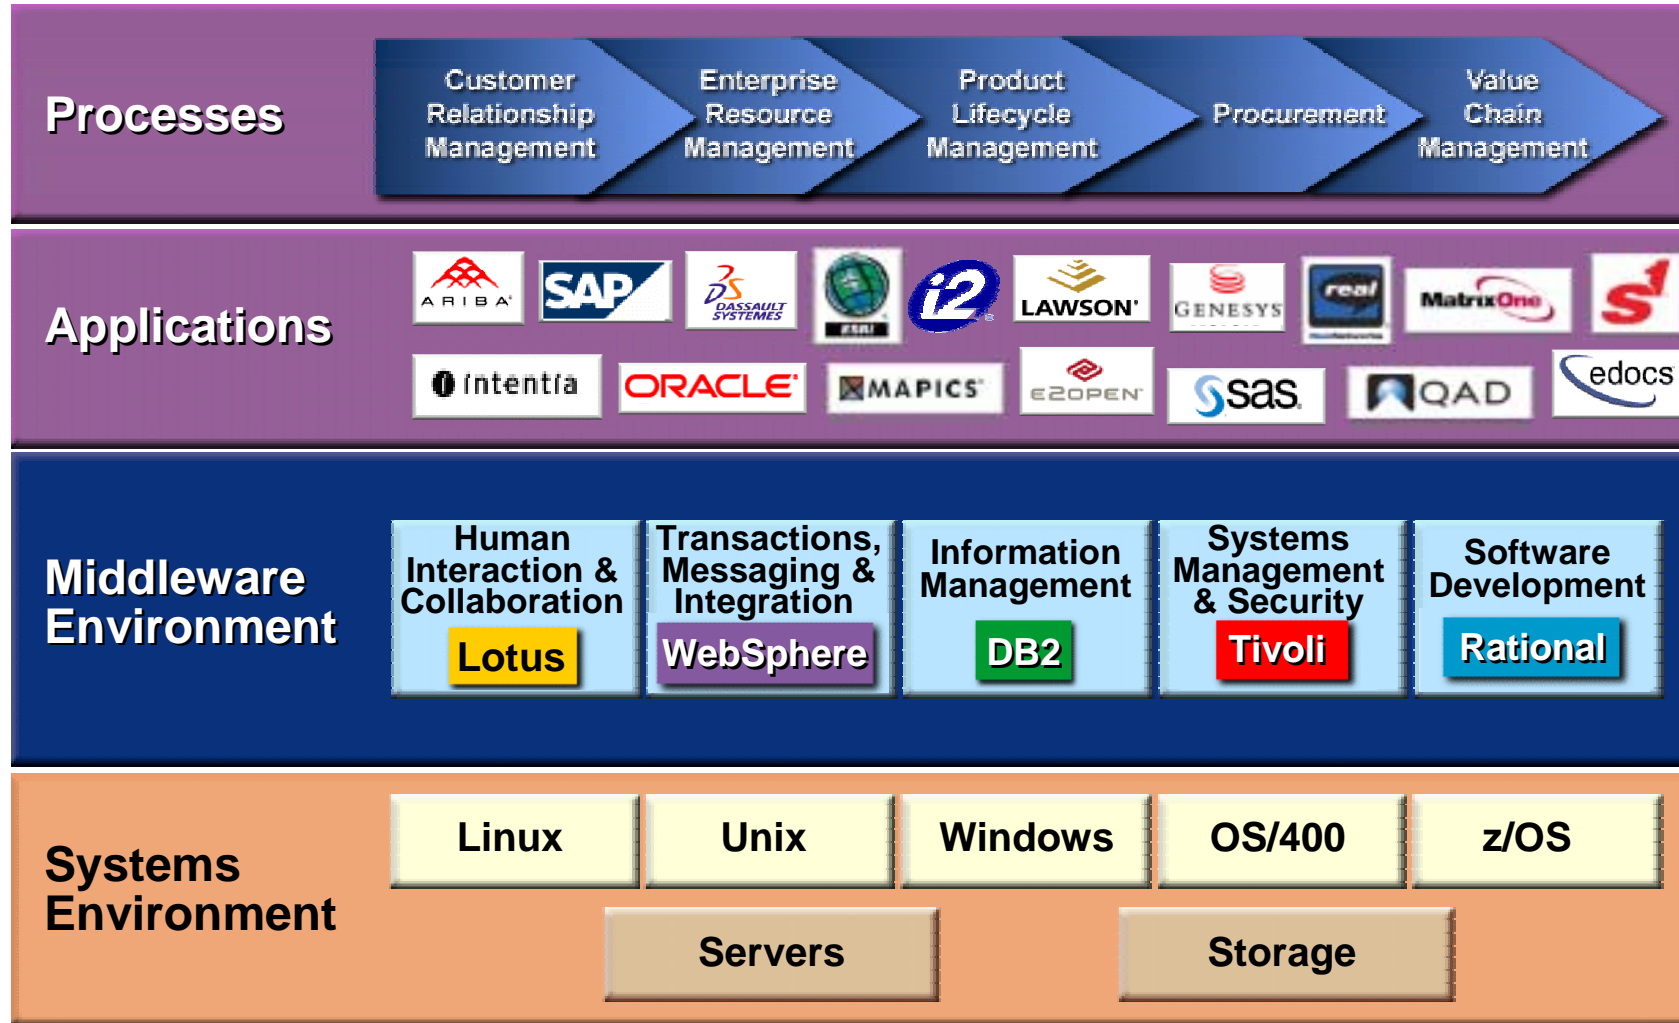 Processes
Customer
Relationship
Management
Enterprise
Resource
Management
Product
Lifecycle
Management
Procurement
Value
Chain
Management
Applications
ARIBA
SAP
DASSAULT
SYSTEMES
ESRI
i2
LAWSON
GENESYS
real
MatrixOne
S1
intentia
ORACLE
MAPICS
E2OPEN
sas
QAD
edocs
Middleware
Environment
Human
Interaction &
Collaboration
Lotus
Transactions,
Messaging &
Integration
WebSphere
Information
Management
DB2
Systems
Management
& Security
Tivoli
Software
Development
Rational
Systems
Environment
Linux
Unix
Windows
OS/400
z/OS
Servers
Storage